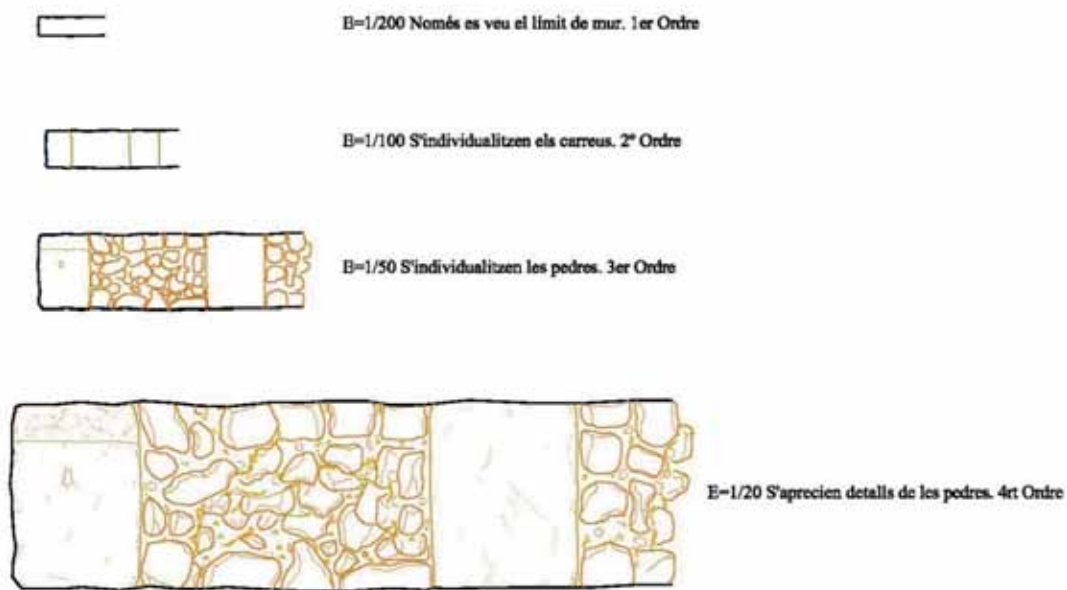 E=1/200 Només es veu el límit de mur. 1er Ordre
E=1/100 S'individualitzen els carreus. 2º Ordre
E=1/50 S'individualitzen les pedres. 3er Ordre
E=1/20 S'aprecien detalls de les pedres. 4rt Ordre